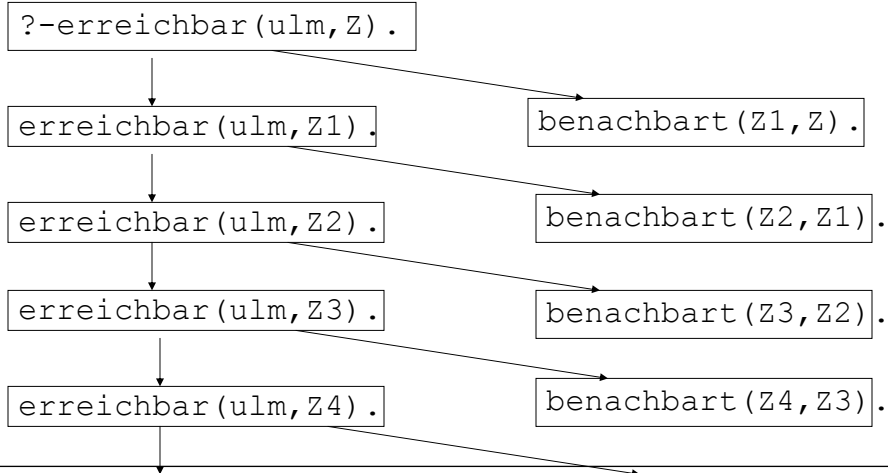 ?-erreichbar(ulm,Z).
erreichbar(ulm,Z1).
benachbart(Z1,Z).
erreichbar(ulm,Z2).
benachbart(Z2,Z1).
erreichbar(ulm,Z3).
benachbart(Z3,Z2).
erreichbar(ulm,Z4).
benachbart(Z4,Z3).